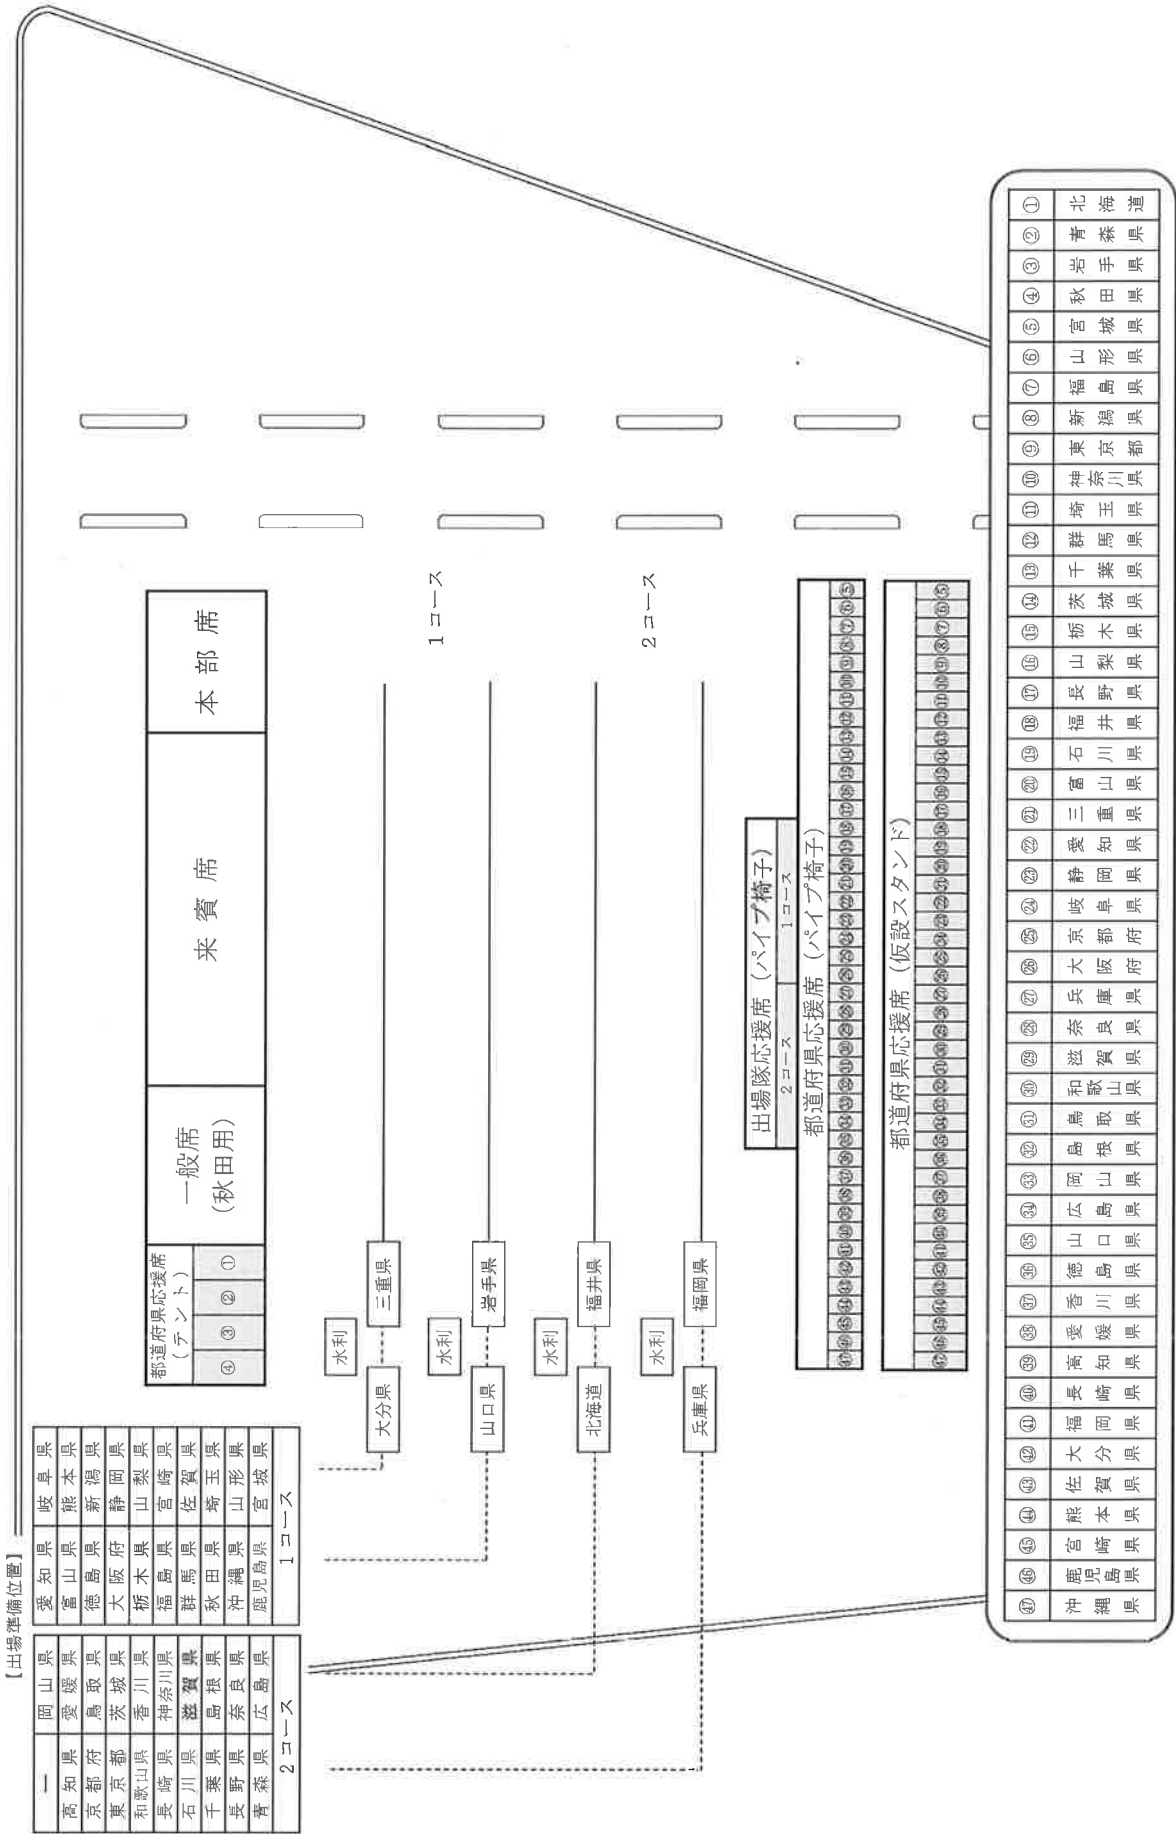 【出場準備位置】
― 岡山県 愛知県 岐阜県
高知県 愛媛県 富山県 熊本県
京都府 鳥取県 徳島県 新潟県
東京都 茨城県 大阪府 静岡県
和歌山県 香川県 栃木県 山梨県
長崎県 神奈川県 福島県 宮崎県
石川県 滋賀県 群馬県 佐賀県
千葉県 島根県 秋田県 埼玉県
長野県 奈良県 沖縄県 山形県
青森県 広島県 鹿児島県 宮城県
2コース 1コース
都道府県応援席
(テント)
④ ③ ② ①
一般席
(秋田用)
来賓席
本部席
水利
大分県 三重県
1コース
水利
山口県 岩手県
水利
北海道 福井県
2コース
水利
兵庫県 福岡県
出場隊応援席 (パイプ椅子)
2コース 1コース
都道府県応援席 (パイプ椅子)
⑨ ⑧ ⑦ ⑥ ⑤
都道府県応援席 (仮設スタンド)
⑨ ⑧ ⑦ ⑥ ⑤
① 北海道
② 青森県
③ 岩手県
④ 秋田県
⑤ 宮城県
⑥ 山形県
⑦ 福島県
⑧ 新潟県
⑨ 東京都
⑩ 神奈川県
⑪ 埼玉県
⑫ 群馬県
⑬ 千葉県
⑭ 茨城県
⑮ 栃木県
⑯ 山梨県
⑰ 長野県
⑱ 福井県
⑲ 石川県
⑳ 富山県
㉑ 三重県
㉒ 愛知県
㉓ 静岡県
㉔ 岐阜県
㉕ 京都府
㉖ 大阪府
㉗ 兵庫県
㉘ 奈良県
㉙ 滋賀県
㉚ 和歌山県
㉛ 鳥取県
㉜ 島根県
㉝ 岡山県
㉞ 広島県
㉟ 山口県
㊱ 徳島県
㊲ 香川県
㊳ 愛媛県
㊴ 高知県
㊵ 長崎県
㊶ 福岡県
㊷ 大分県
㊸ 佐賀県
㊹ 熊本県
㊺ 宮崎県
㊻ 鹿児島県
㊼ 沖縄県